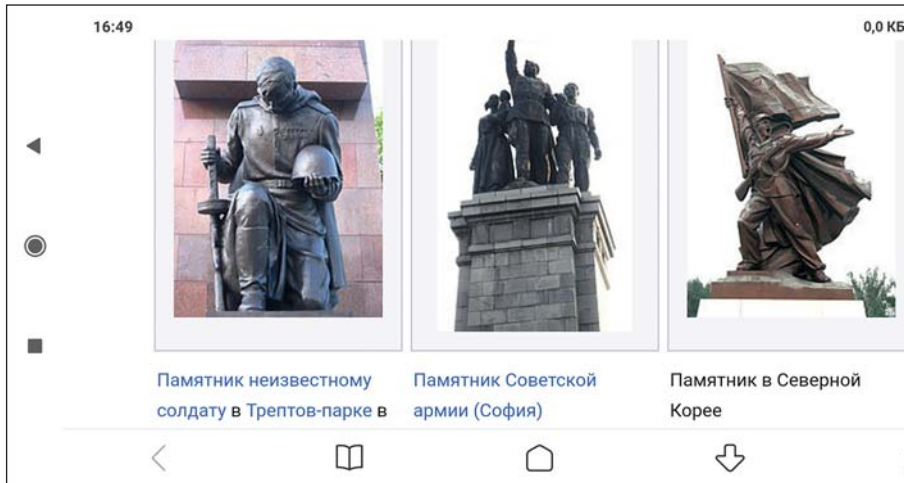 16:49
0,0 КБ
Памятник неизвестному
солдату в Трептов-парке в
Памятник Советской
армии (София)
Памятник в Северной
Корее